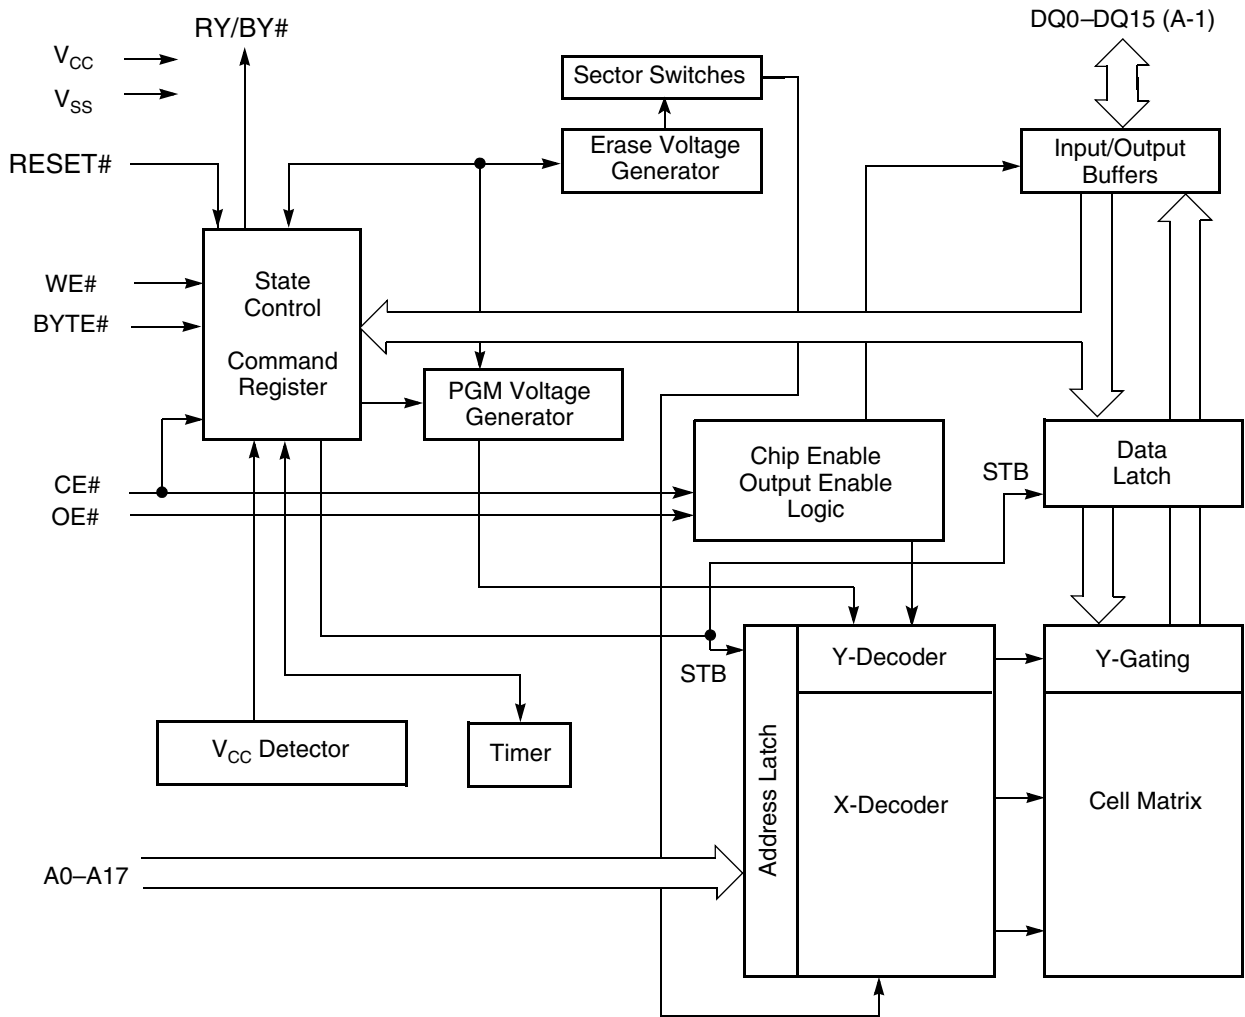 DQ0–DQ15 (A-1)
RY/BY#
VCC
VSS
Sector Switches
RESET#
Erase Voltage
Generator
Input/Output
Buffers
WE#
BYTE#
State
Control
Command
Register
PGM Voltage
Generator
CE#
OE#
Chip Enable
Output Enable
Logic
STB
Data
Latch
STB
Y-Decoder
Y-Gating
VCC Detector
Timer
Address Latch
X-Decoder
Cell Matrix
A0–A17